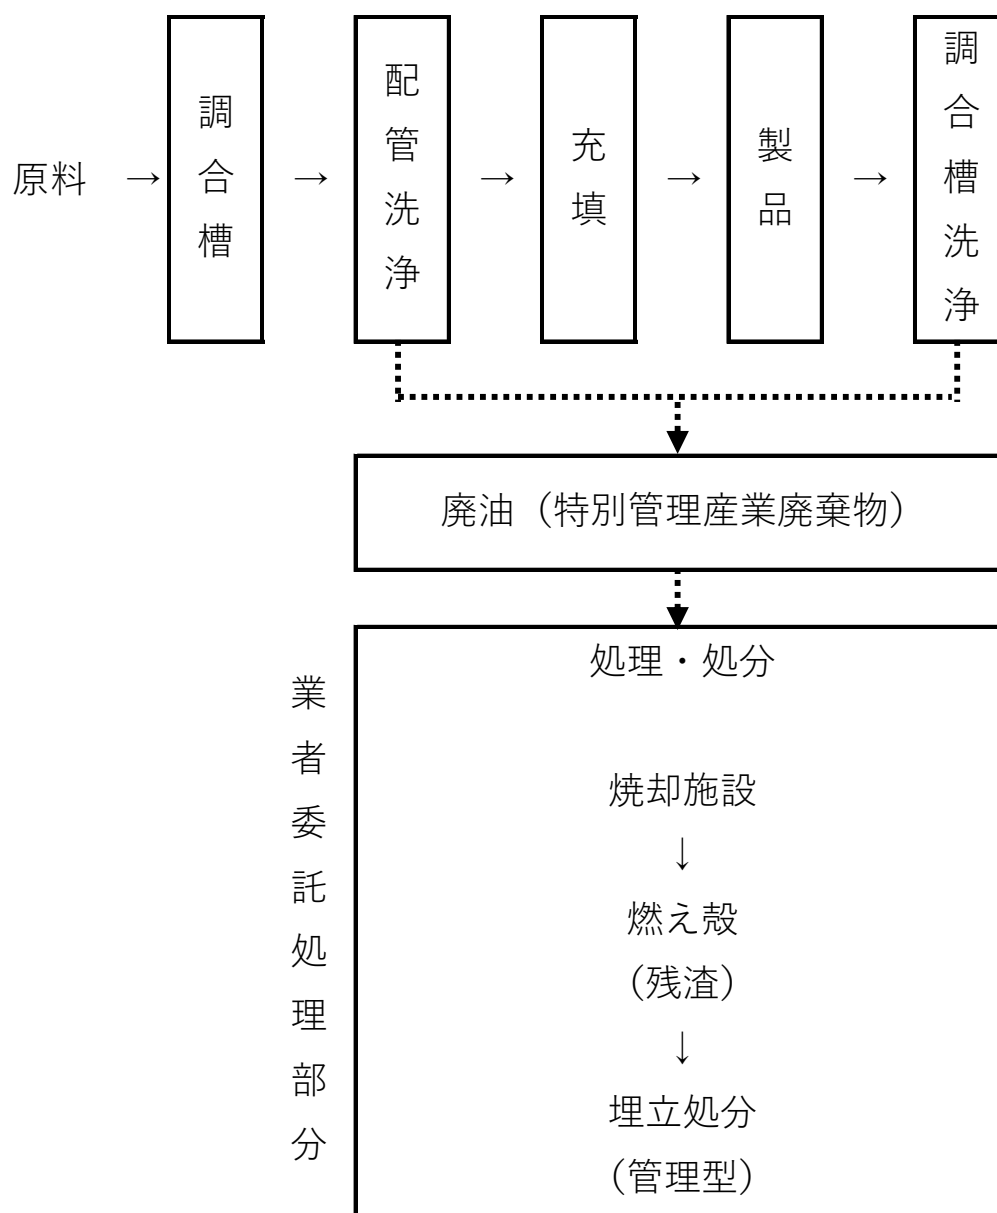 原料
→
調合槽
→
配管洗浄
→
充填
→
製品
→
調合槽洗浄
廃油（特別管理産業廃棄物）
業者委託処理部分
処理・処分
焼却施設
↓
燃え殻
（残渣）
↓
埋立処分
（管理型）